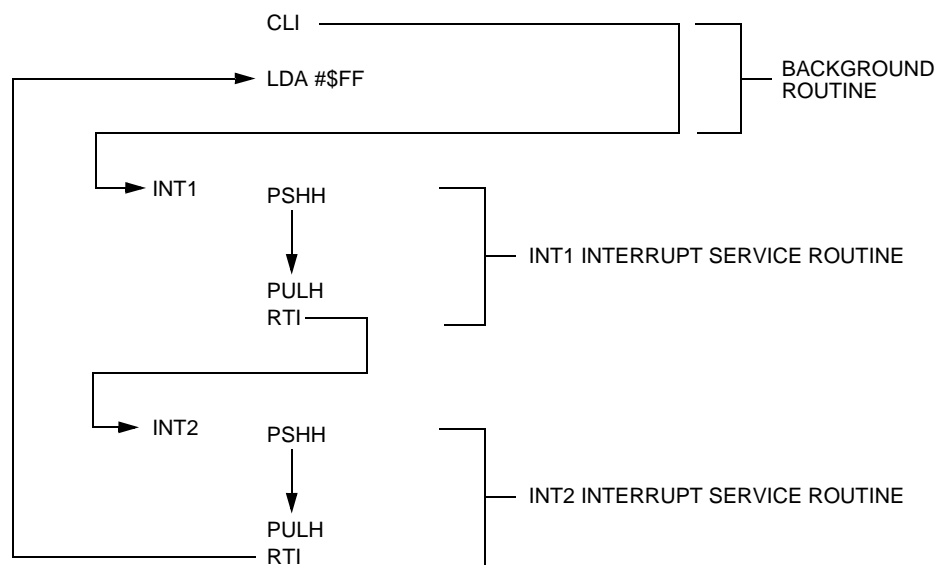 CLI
LDA #$FF
BACKGROUND
ROUTINE
INT1
PSHH
INT1 INTERRUPT SERVICE ROUTINE
PULH
RTI
INT2
PSHH
INT2 INTERRUPT SERVICE ROUTINE
PULH
RTI